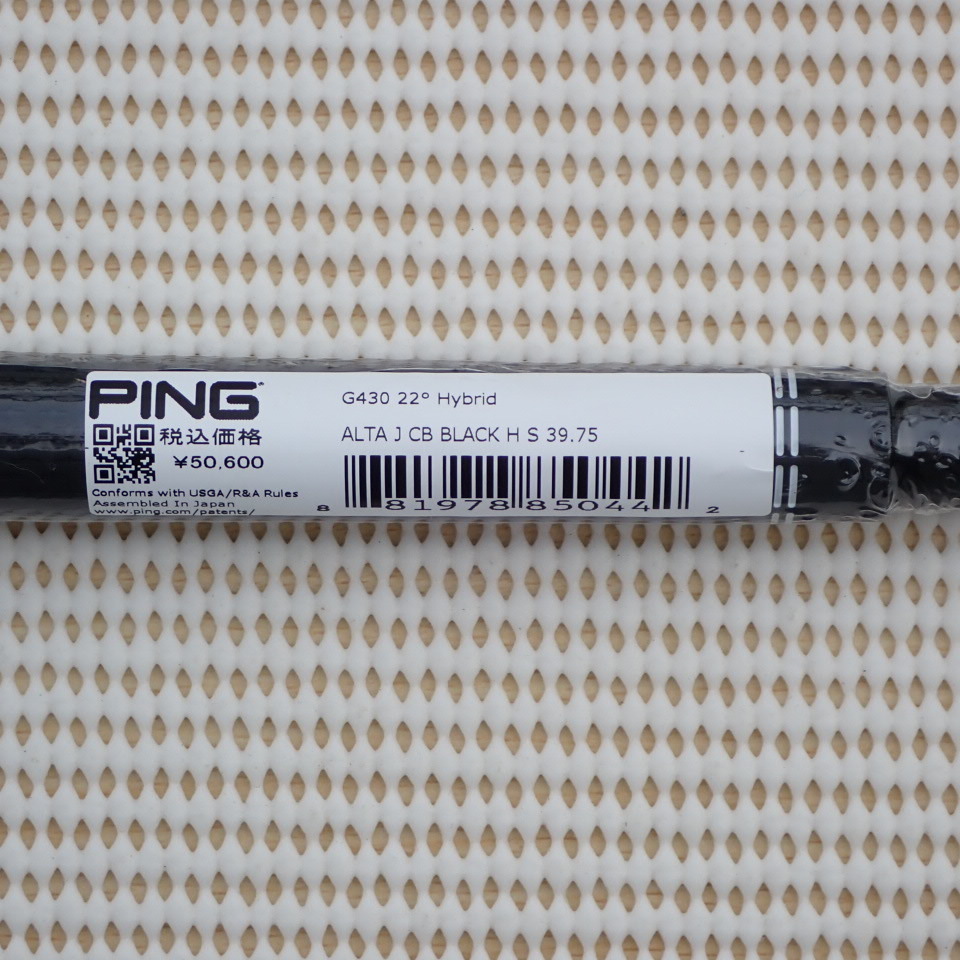 PING
税込価格
¥50,600
Conforms with USGA/R&A Rules
Assembled In Japan
www.ping.com/patents/
G430 22° Hybrid
ALTA J CB BLACK H S 39.75
8 81978 85044 2